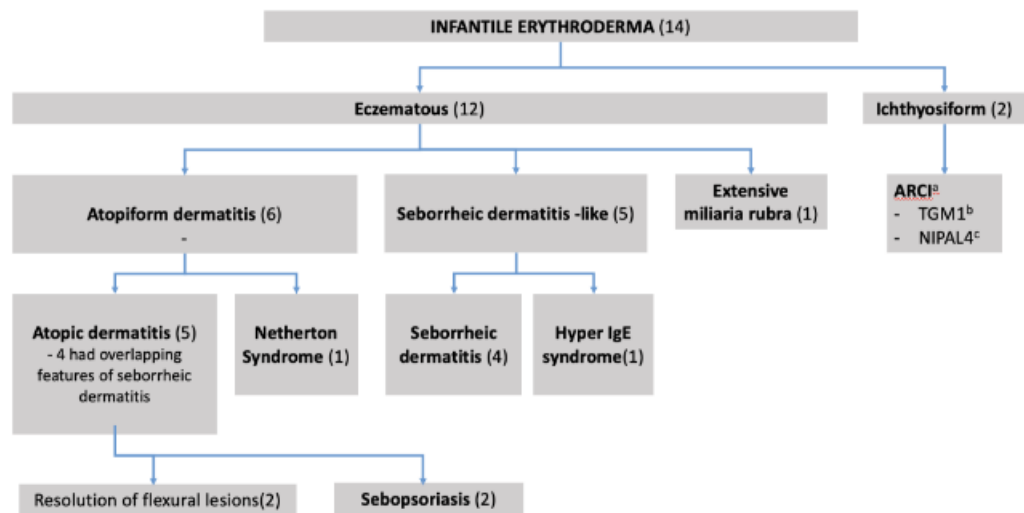 INFANTILE ERYTHRODERMA (14)
Eczematous (12)
Ichthyosiform (2)
Atopiform dermatitis (6)
-
Seborrheic dermatitis -like (5)
Extensive
miliaria rubra (1)
ARCIᵃ
- TGM1ᵇ
- NIPAL4ᶜ
Atopic dermatitis (5)
- 4 had overlapping
features of seborrheic
dermatitis
Netherton
Syndrome (1)
Seborrheic
dermatitis (4)
Hyper IgE
syndrome(1)
Resolution of flexural lesions(2)
Sebopsoriasis (2)